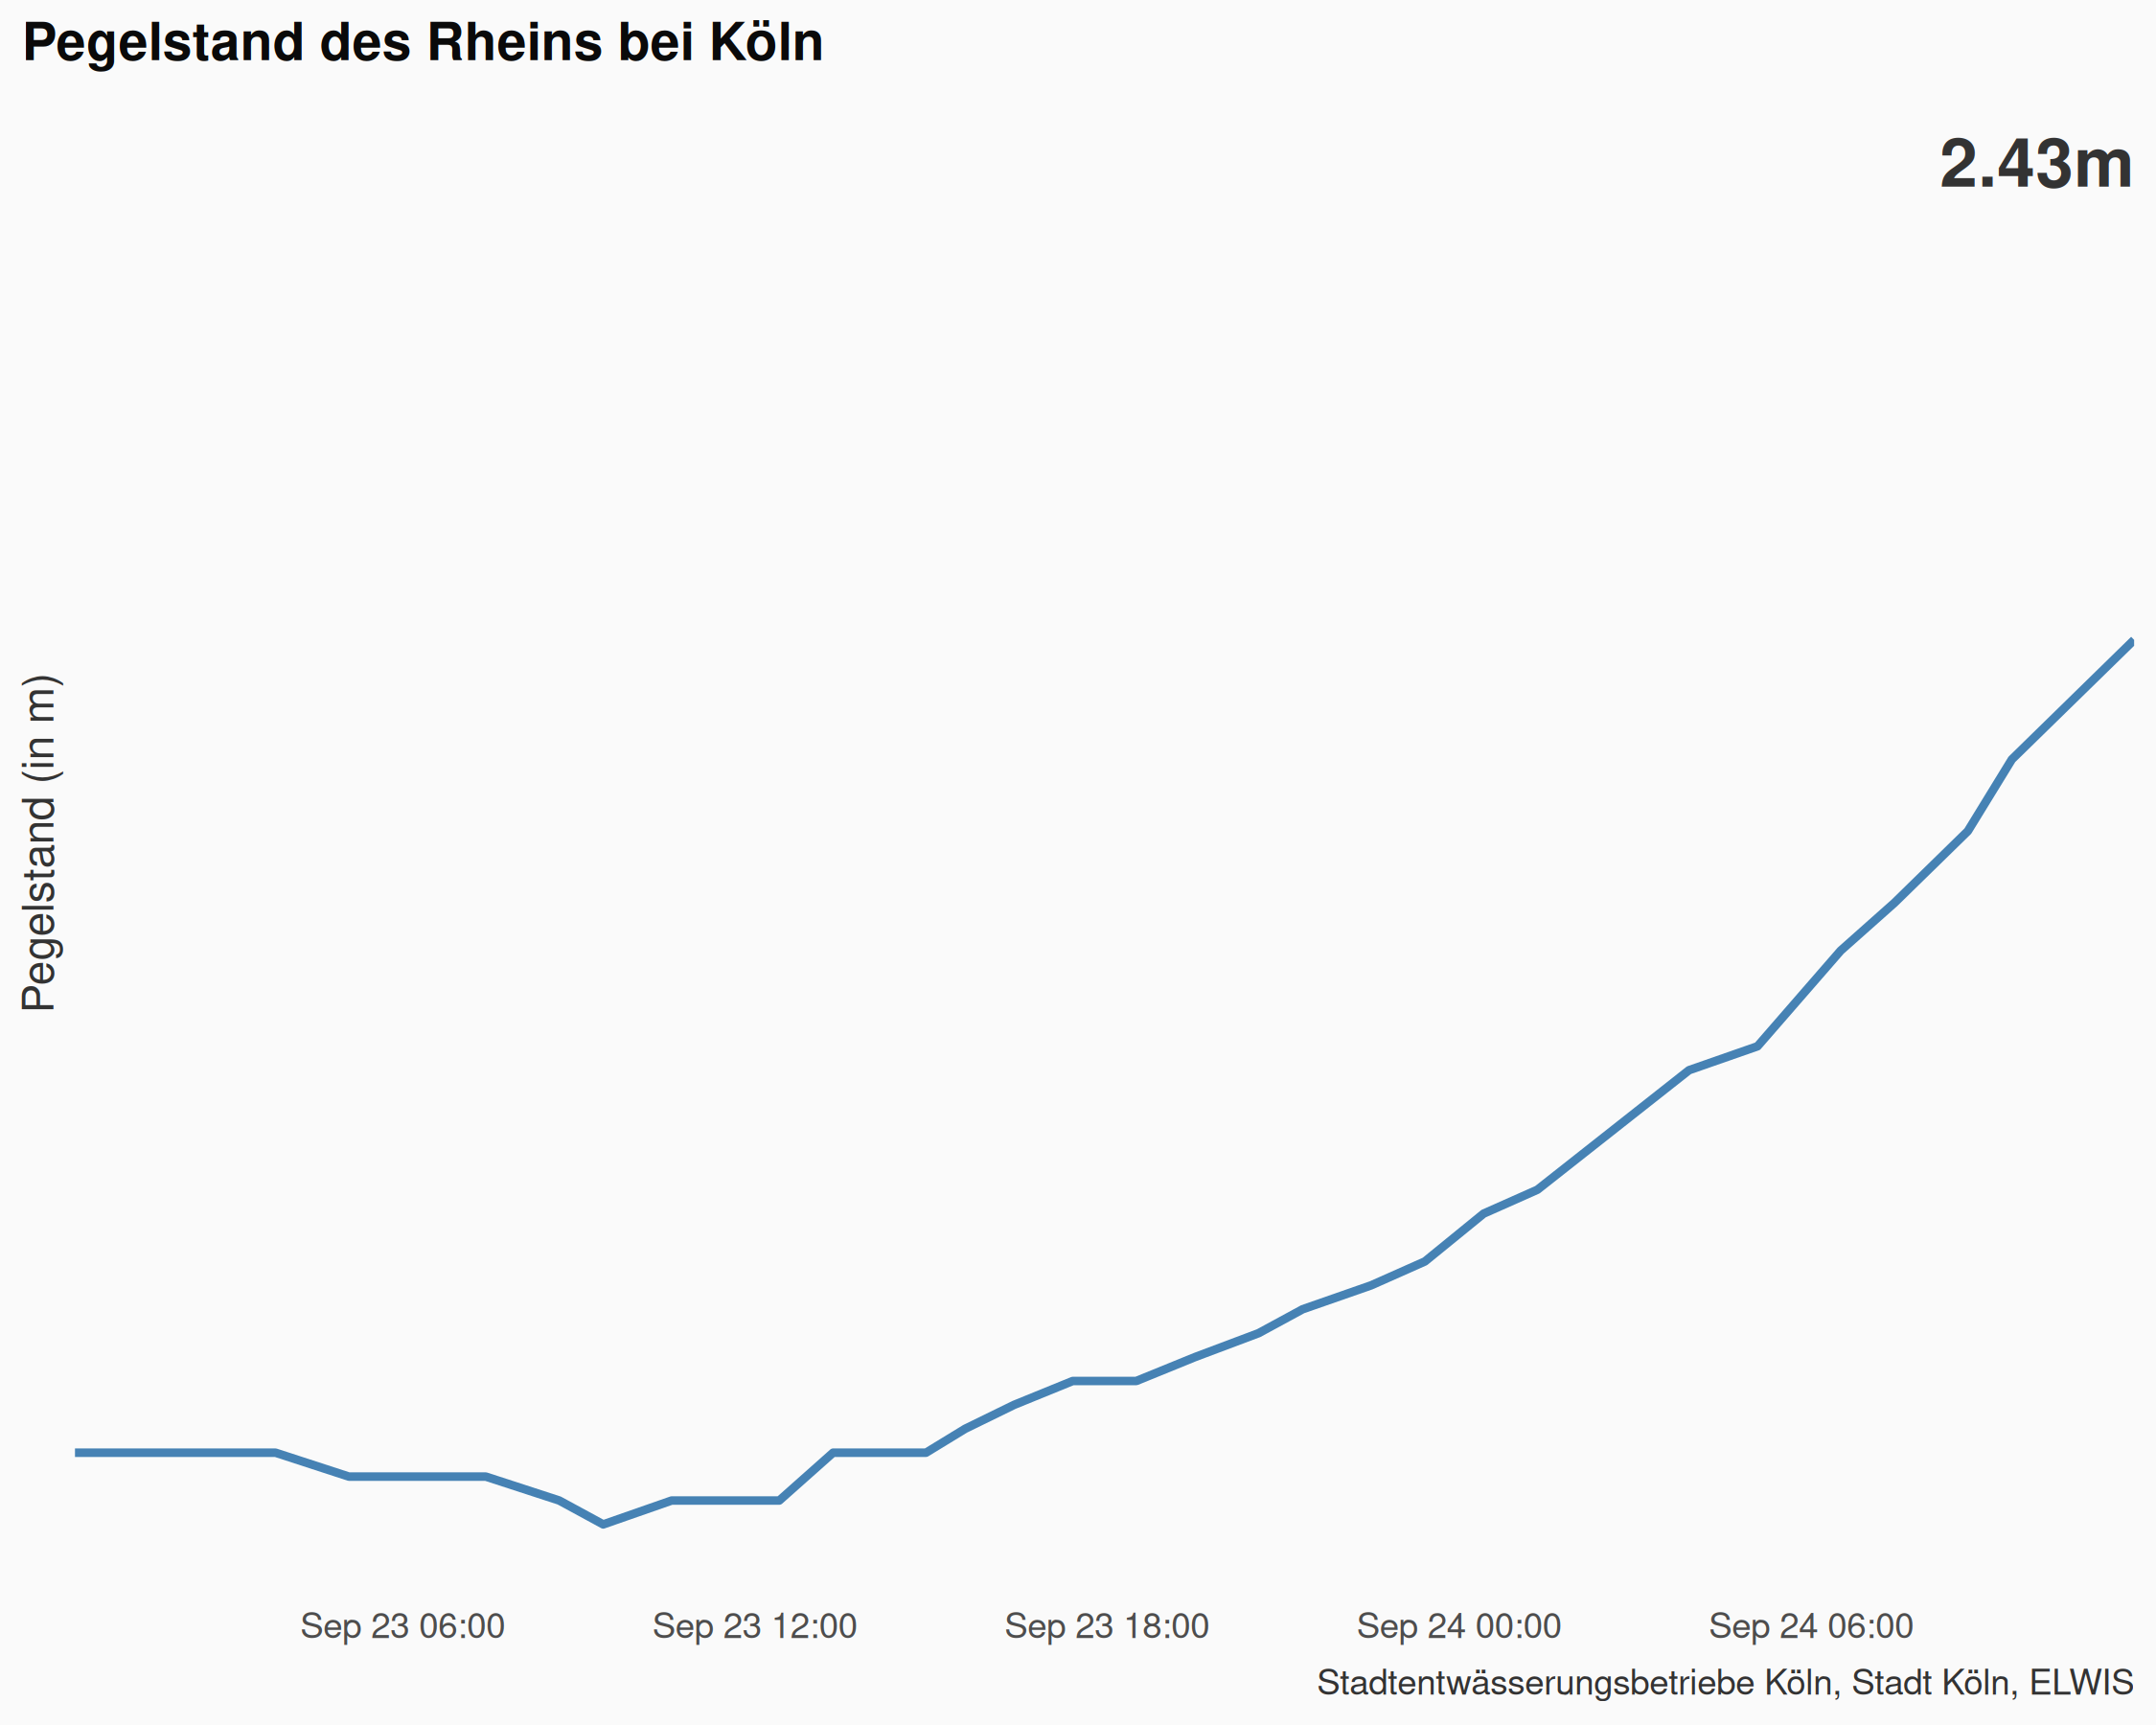 Pegelstand des Rheins bei Köln
2.43m
Pegelstand (in m)
Sep 23 06:00
Sep 23 12:00
Sep 23 18:00
Sep 24 00:00
Sep 24 06:00
Stadtentwässerungsbetriebe Köln, Stadt Köln, ELWIS